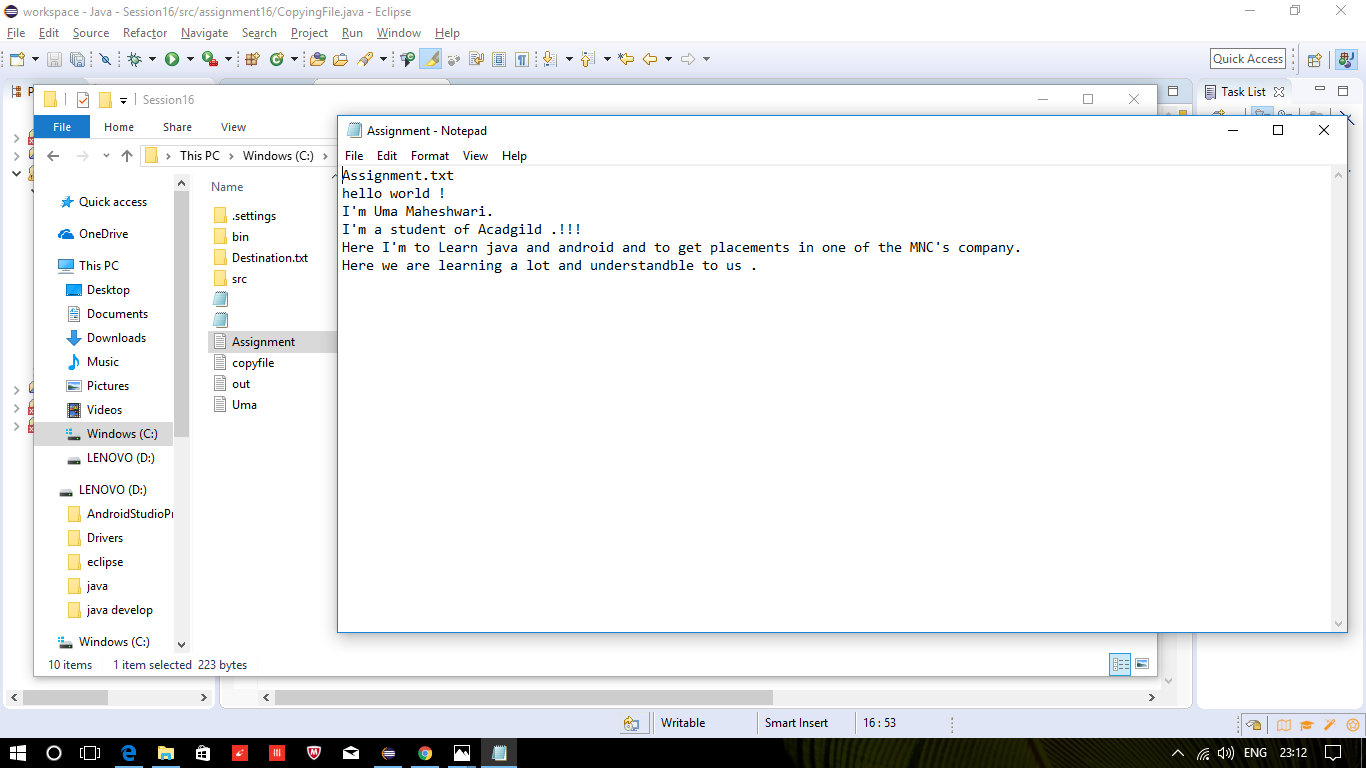 workspace - Java - Session16/src/assignment16/CopyingFile.java - Eclipse
File Edit Source Refactor Navigate Search Project Run Window Help
Quick Access
Session16
Task List
File Home Share View
Assignment - Notepad
This PC Windows (C:)
File Edit Format View Help
Name
Quick access
OneDrive
This PC
Desktop
Documents
Downloads
Music
Pictures
Videos
Windows (C:)
LENOVO (D:)
LENOVO (D:)
AndroidStudioPr
Drivers
eclipse
java
java develop
Windows (C:)
.settings
bin
Destination.txt
src
Assignment
copyfile
out
Uma
Assignment.txt
hello world !
I'm Uma Maheshwari.
I'm a student of Acadgild .!!!
Here I'm to Learn java and android and to get placements in one of the MNC's company.
Here we are learning a lot and understandble to us .
10 items 1 item selected 223 bytes
Writable Smart Insert 16 : 53
ENG 23:12